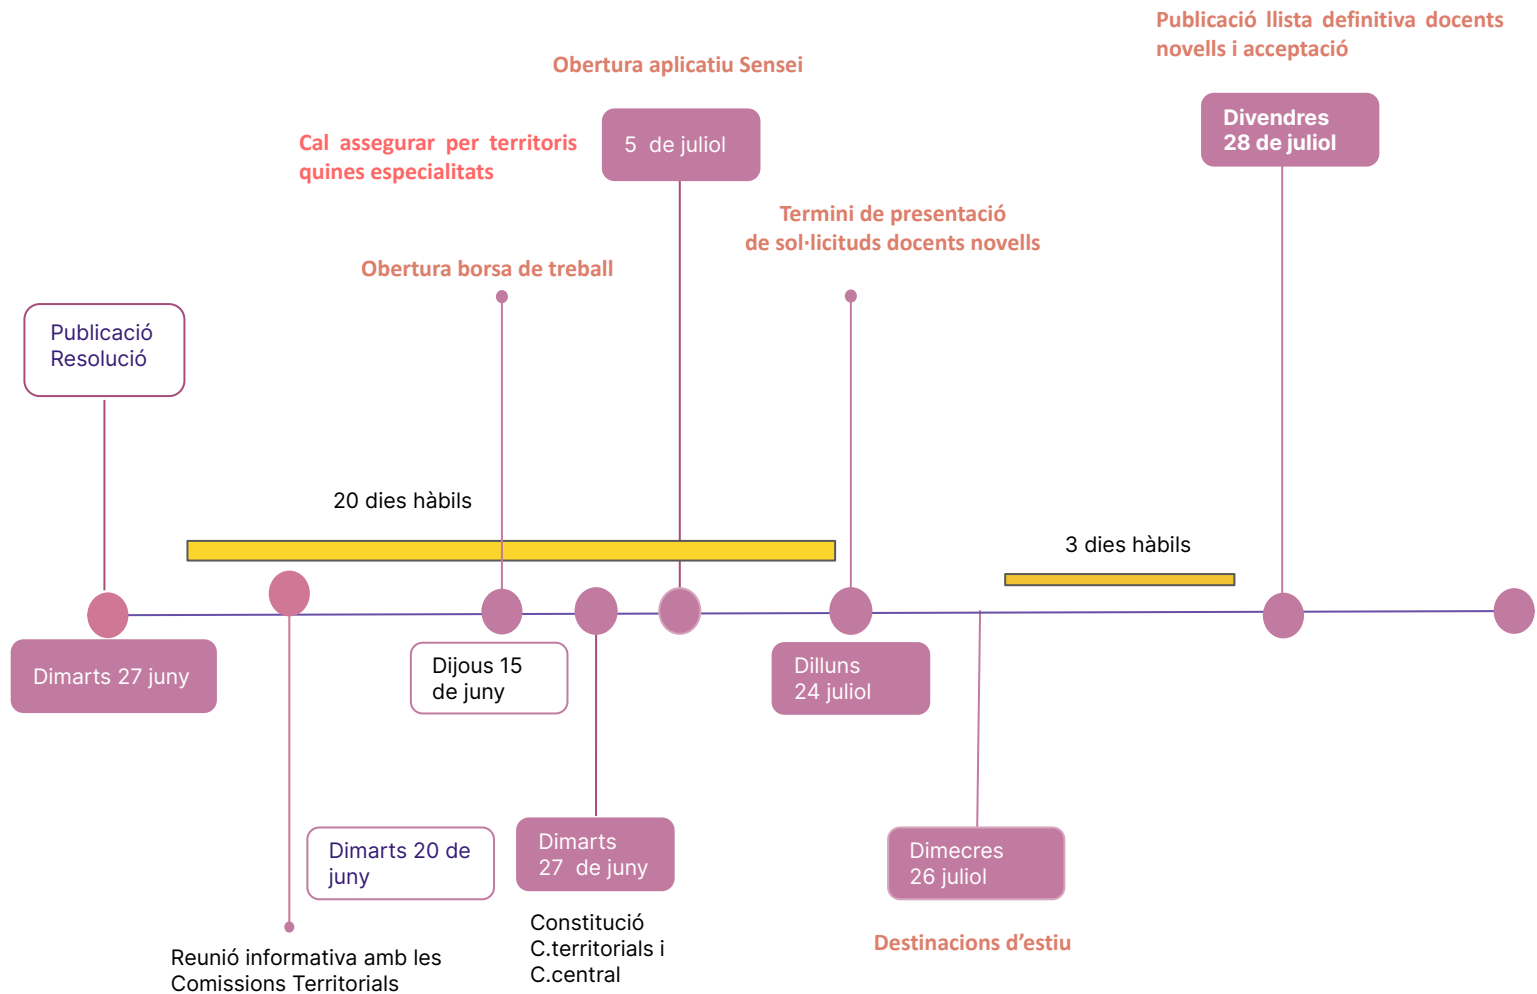 Publicació llista definitiva docents
novells i acceptació
Obertura aplicatiu Sensei
Divendres
28 de juliol
Cal assegurar per territoris
quines especialitats
5 de juliol
Termini de presentació
de sol·licituds docents novells
Obertura borsa de treball
Publicació
Resolució
20 dies hàbils
3 dies hàbils
Dimarts 27 juny
Dijous 15
de juny
Dilluns
24 juliol
Dimarts 20 de
juny
Dimarts
27 de juny
Dimecres
26 juliol
Constitució
C.territorials i
C.central
Destinacions d’estiu
Reunió informativa amb les
Comissions Territorials